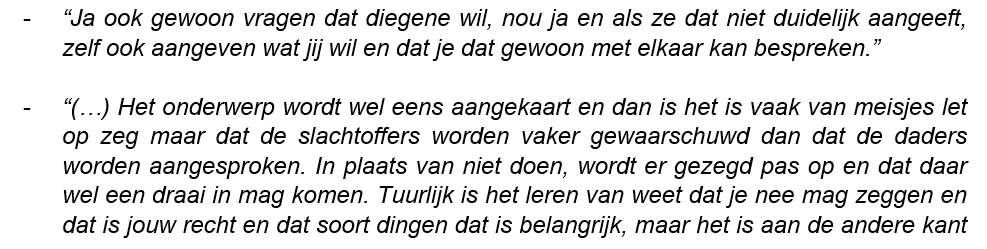 - “Ja ook gewoon vragen dat diegene wil, nou ja en als ze dat niet duidelijk aangeeft,
zelf ook aangeven wat jij wil en dat je dat gewoon met elkaar kan bespreken.”
- “(…) Het onderwerp wordt wel eens aangekaart en dan is het is vaak van meisjes let
op zeg maar dat de slachtoffers worden vaker gewaarschuwd dan dat de daders
worden aangesproken. In plaats van niet doen, wordt er gezegd pas op en dat daar
wel een draai in mag komen. Tuurlijk is het leren van weet dat je nee mag zeggen en
dat is jouw recht en dat soort dingen dat is belangrijk, maar het is aan de andere kant